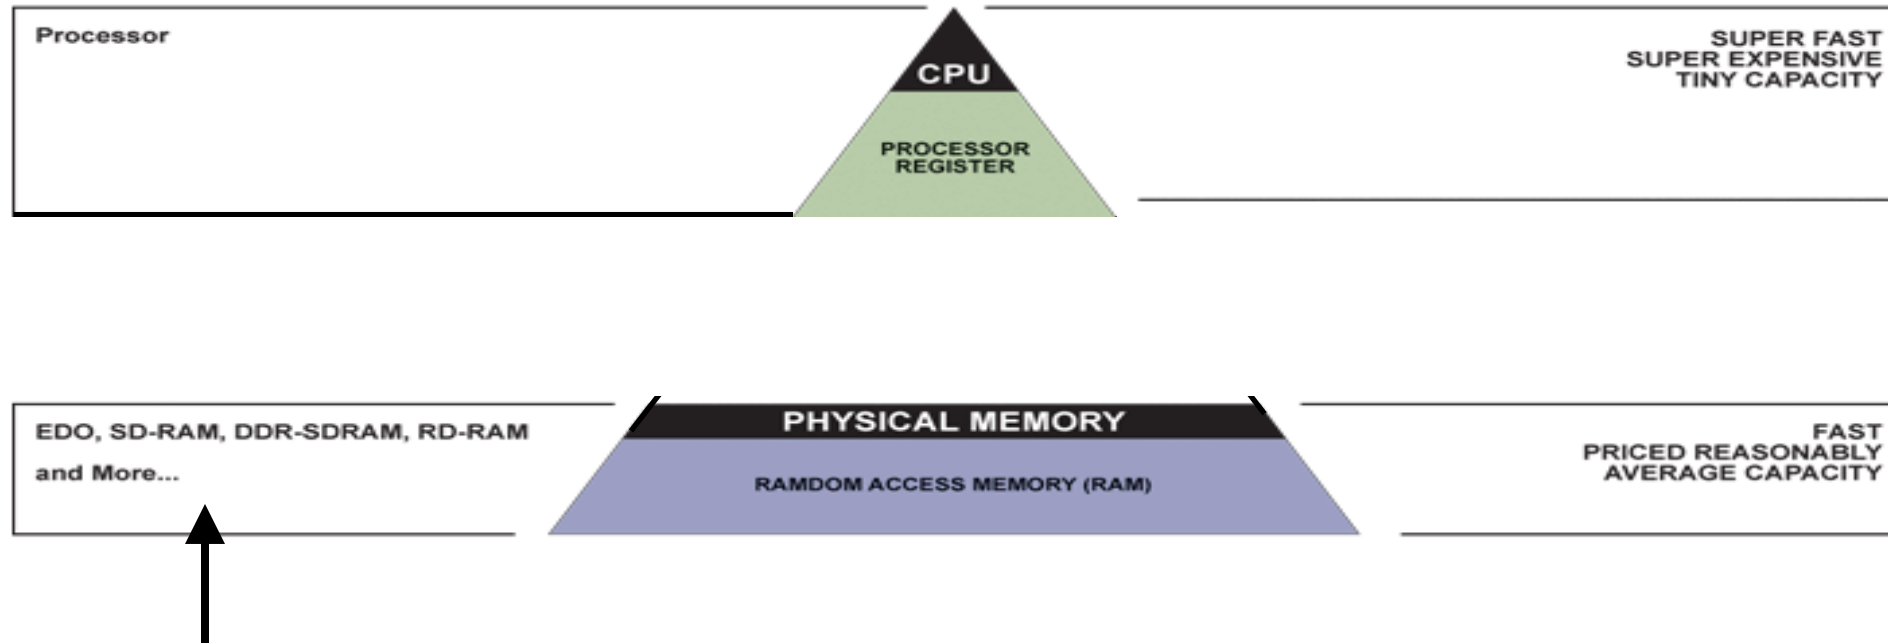 Processor
CPU
SUPER FAST
SUPER EXPENSIVE
TINY CAPACITY
PROCESSOR
REGISTER
EDO, SD-RAM, DDR-SDRAM, RD-RAM
and More...
PHYSICAL MEMORY
RAMDOM ACCESS MEMORY (RAM)
FAST
PRICED REASONABLY
AVERAGE CAPACITY